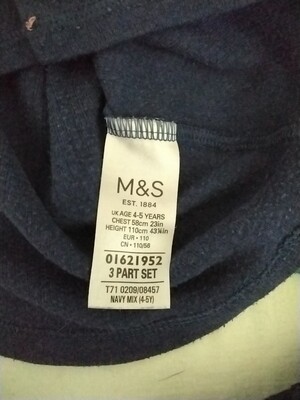 M&S
EST. 1884
UK AGE 4-5 YEARS
CHEST 58cm 23in
HEIGHT 110cm 43¼in
EUR • 110
CN • 110/56
01621952
3 PART SET
T71 0209/08457
NAVY MIX (4-5Y)